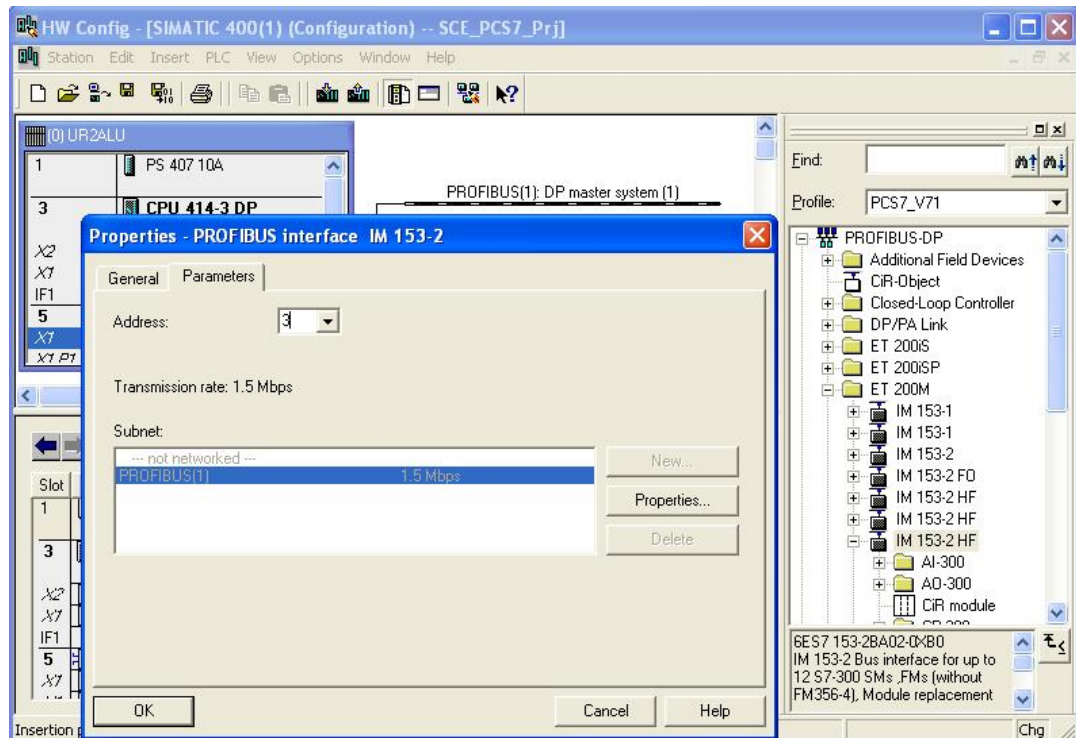 HW Config - [SIMATIC 400(1) (Configuration) -- SCE_PCS7_Prj]
Station Edit Insert PLC View Options Window Help
(0) UR2ALU
1 PS 407 10A
3 CPU 414-3 DP
X2
X1
IF1
5
X1
X1 P1
PROFIBUS(1): DP master system (1)
Properties - PROFIBUS interface IM 153-2
General Parameters
Address: 3
Transmission rate: 1.5 Mbps
Subnet:
--- not networked ---
PROFIBUS(1) 1.5 Mbps
New...
Properties...
Delete
OK Cancel Help
Slot
1
3
X2
X1
IF1
5
X1
Insertion
Find:
Profile: PCS7_V71
PROFIBUS-DP
Additional Field Devices
CiR-Object
Closed-Loop Controller
DP/PA Link
ET 200iS
ET 200iSP
ET 200M
IM 153-1
IM 153-1
IM 153-2
IM 153-2 FO
IM 153-2 HF
IM 153-2 HF
IM 153-2 HF
AI-300
AO-300
CiR module
6ES7 153-2BA02-0XB0
IM 153-2 Bus interface for up to
12 S7-300 SMs ,FMs (without
FM356-4), Module replacement
Chg